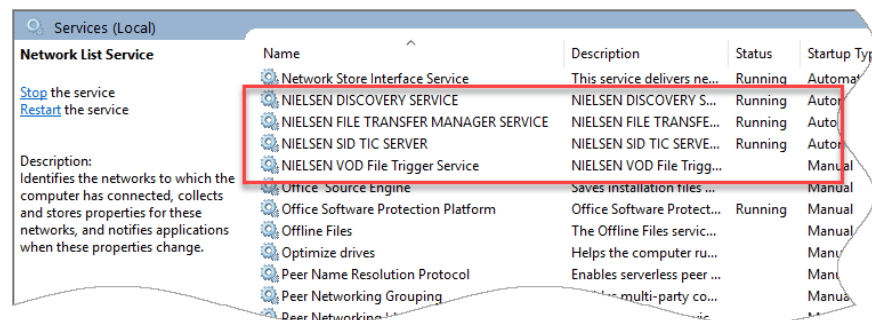 Services (Local)
Network List Service
Stop the service
Restart the service
Description:
Identifies the networks to which the
computer has connected, collects
and stores properties for these
networks, and notifies applications
when these properties change.
Name Description Status Startup Typ
Network Store Interface Service This service delivers ne... Running Automat
NIELSEN DISCOVERY SERVICE NIELSEN DISCOVERY S... Running Autor
NIELSEN FILE TRANSFER MANAGER SERVICE NIELSEN FILE TRANSFE... Running Auto
NIELSEN SID TIC SERVER NIELSEN SID TIC SERVE... Running Autor
NIELSEN VOD File Trigger Service NIELSEN VOD File Trigg... Manual
Office Source Engine Saves installation files ... Manual
Office Software Protection Platform Office Software Protect... Running Manual
Offline Files The Offline Files servic... Manual
Optimize drives Helps the computer ru... Manu
Peer Name Resolution Protocol Enables serverless peer ... Manu
Peer Networking Grouping multi-party co... Manua
Peer Networking